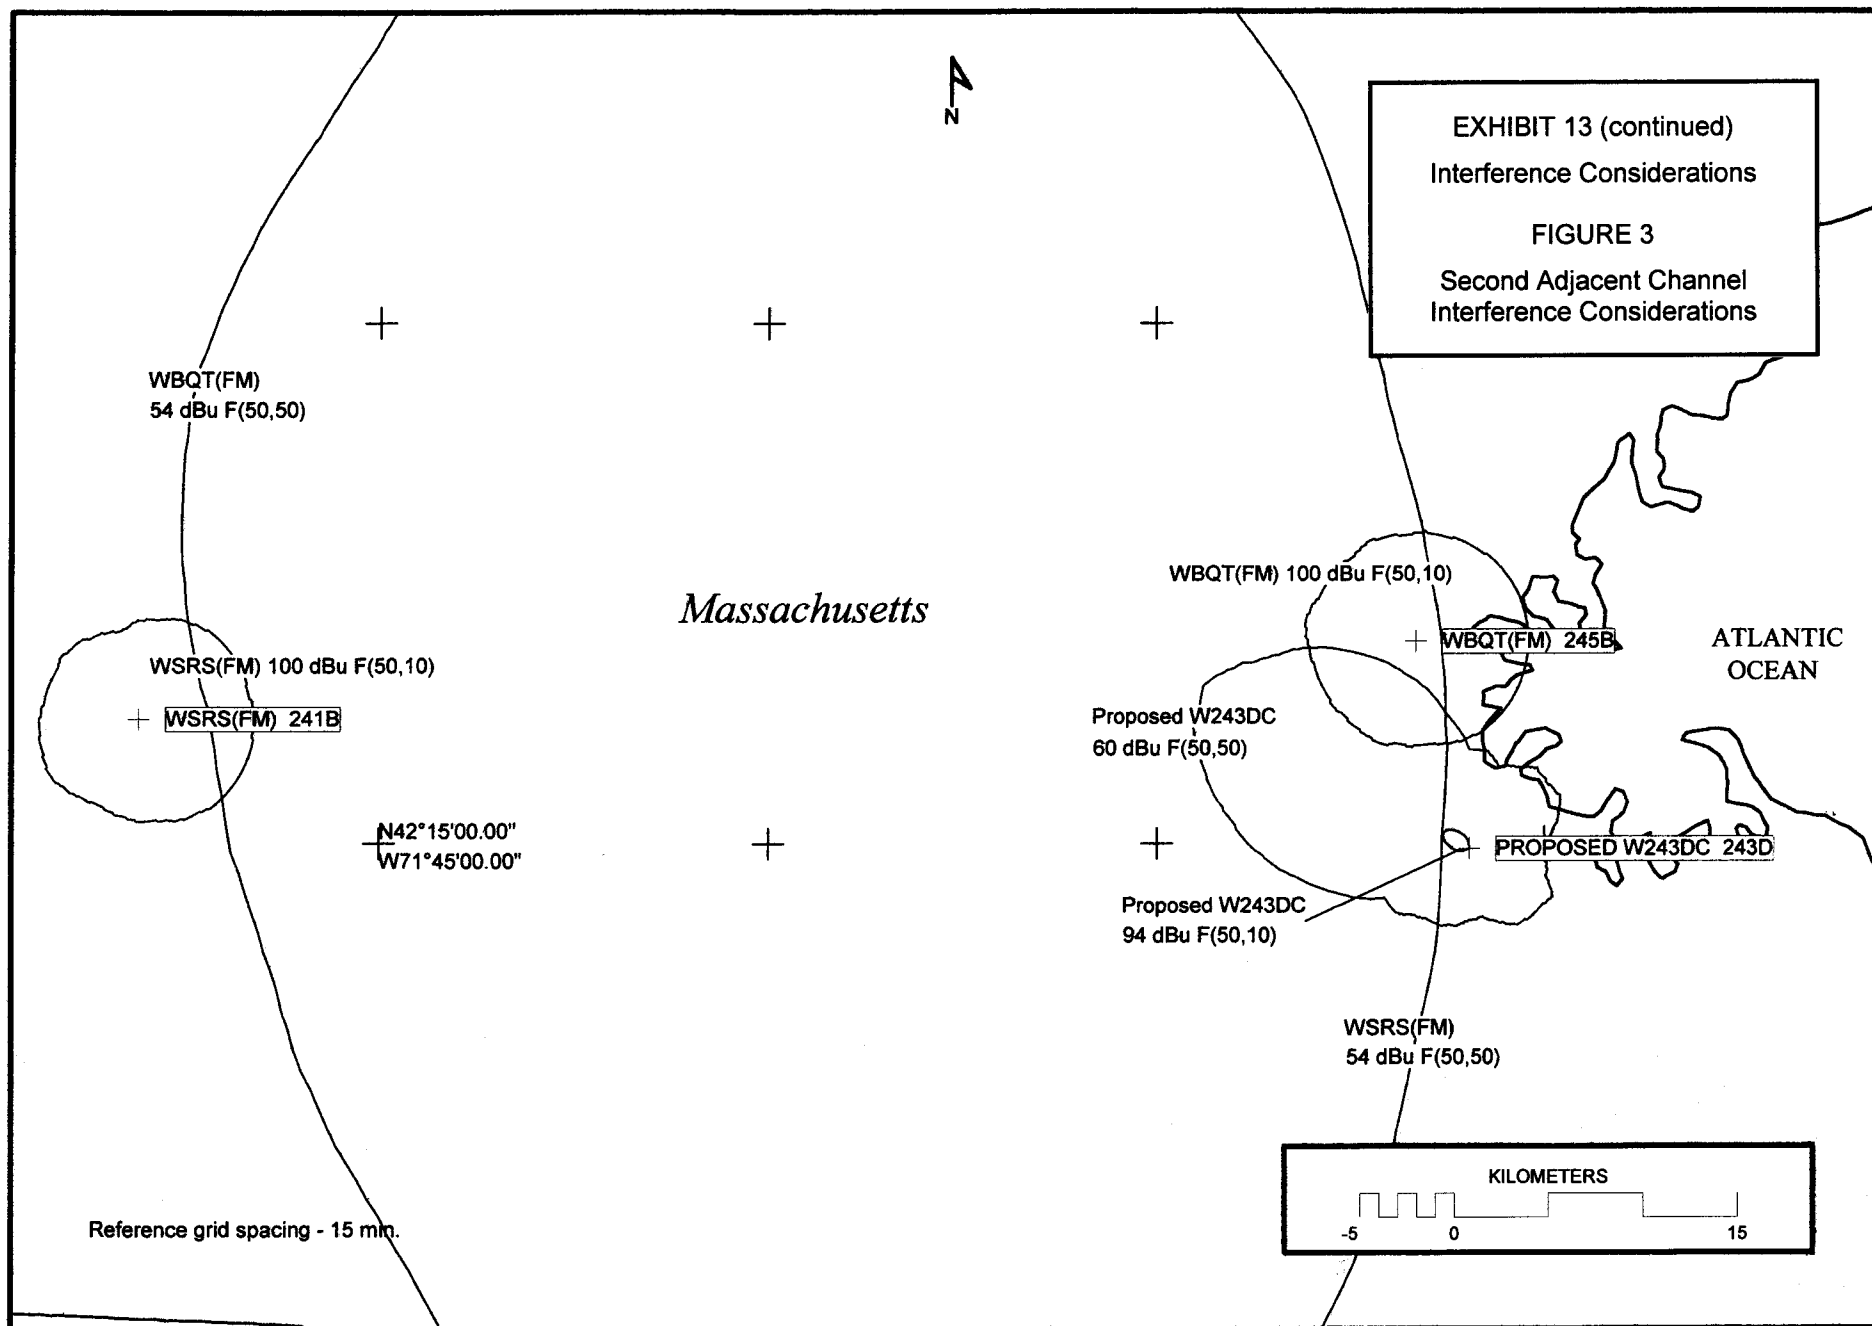 N
EXHIBIT 13 (continued)
Interference Considerations
FIGURE 3
Second Adjacent Channel
Interference Considerations
WBQT(FM)
54 dBu F(50,50)
WBQT(FM) 100 dBu F(50,10)
Massachusetts
WBQT(FM) 245B
ATLANTIC
OCEAN
WSRS(FM) 100 dBu F(50,10)
WSRS(FM) 241B
Proposed W243DC
60 dBu F(50,50)
N42°15'00.00"
W71°45'00.00"
PROPOSED W243DC 243D
Proposed W243DC
94 dBu F(50,10)
WSRS(FM)
54 dBu F(50,50)
KILOMETERS
-5 0 15
Reference grid spacing - 15 min.